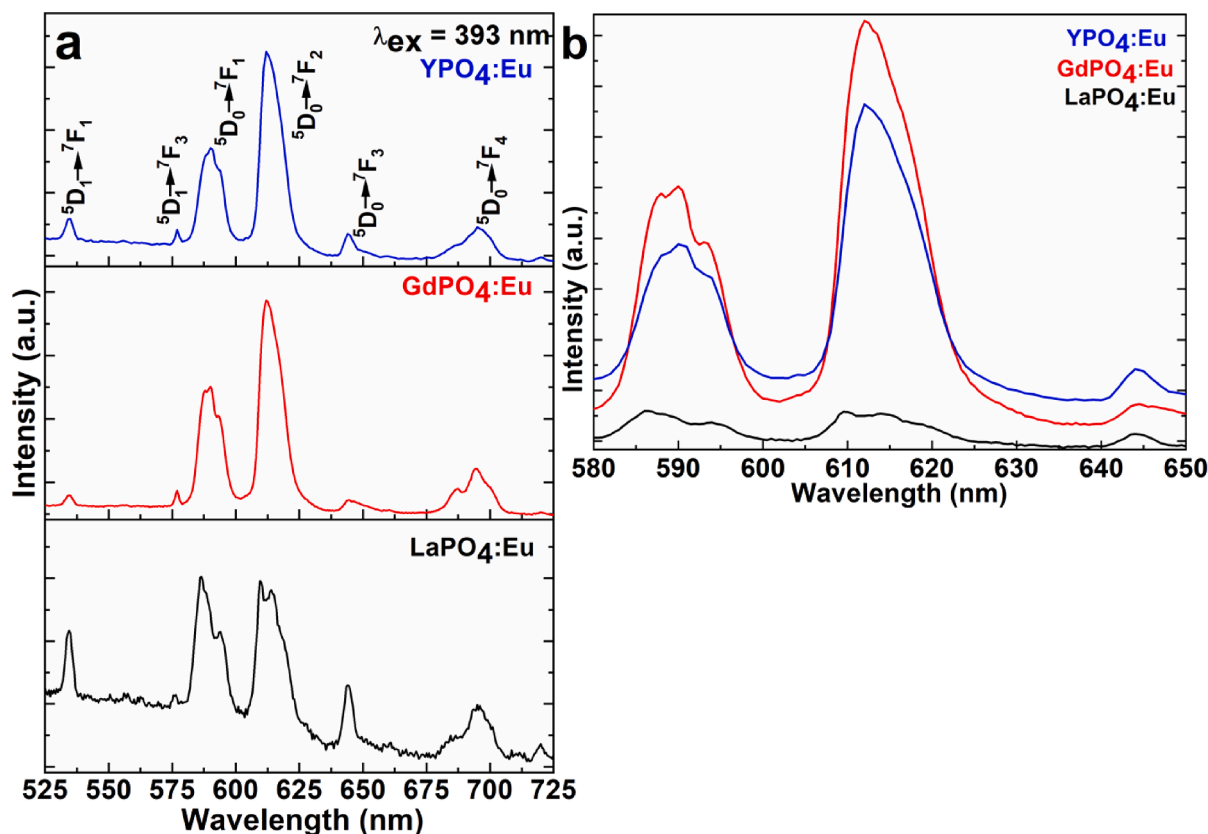 a
λex = 393 nm
YPO4:Eu
5D1→7F1
5D1→7F3
5D0→7F1
5D0→7F2
5D0→7F3
5D0→7F4
GdPO4:Eu
LaPO4:Eu
Intensity (a.u.)
525 550 575 600 625 650 675 700 725
Wavelength (nm)
b
YPO4:Eu
GdPO4:Eu
LaPO4:Eu
Intensity (a.u.)
580 590 600 610 620 630 640 650
Wavelength (nm)